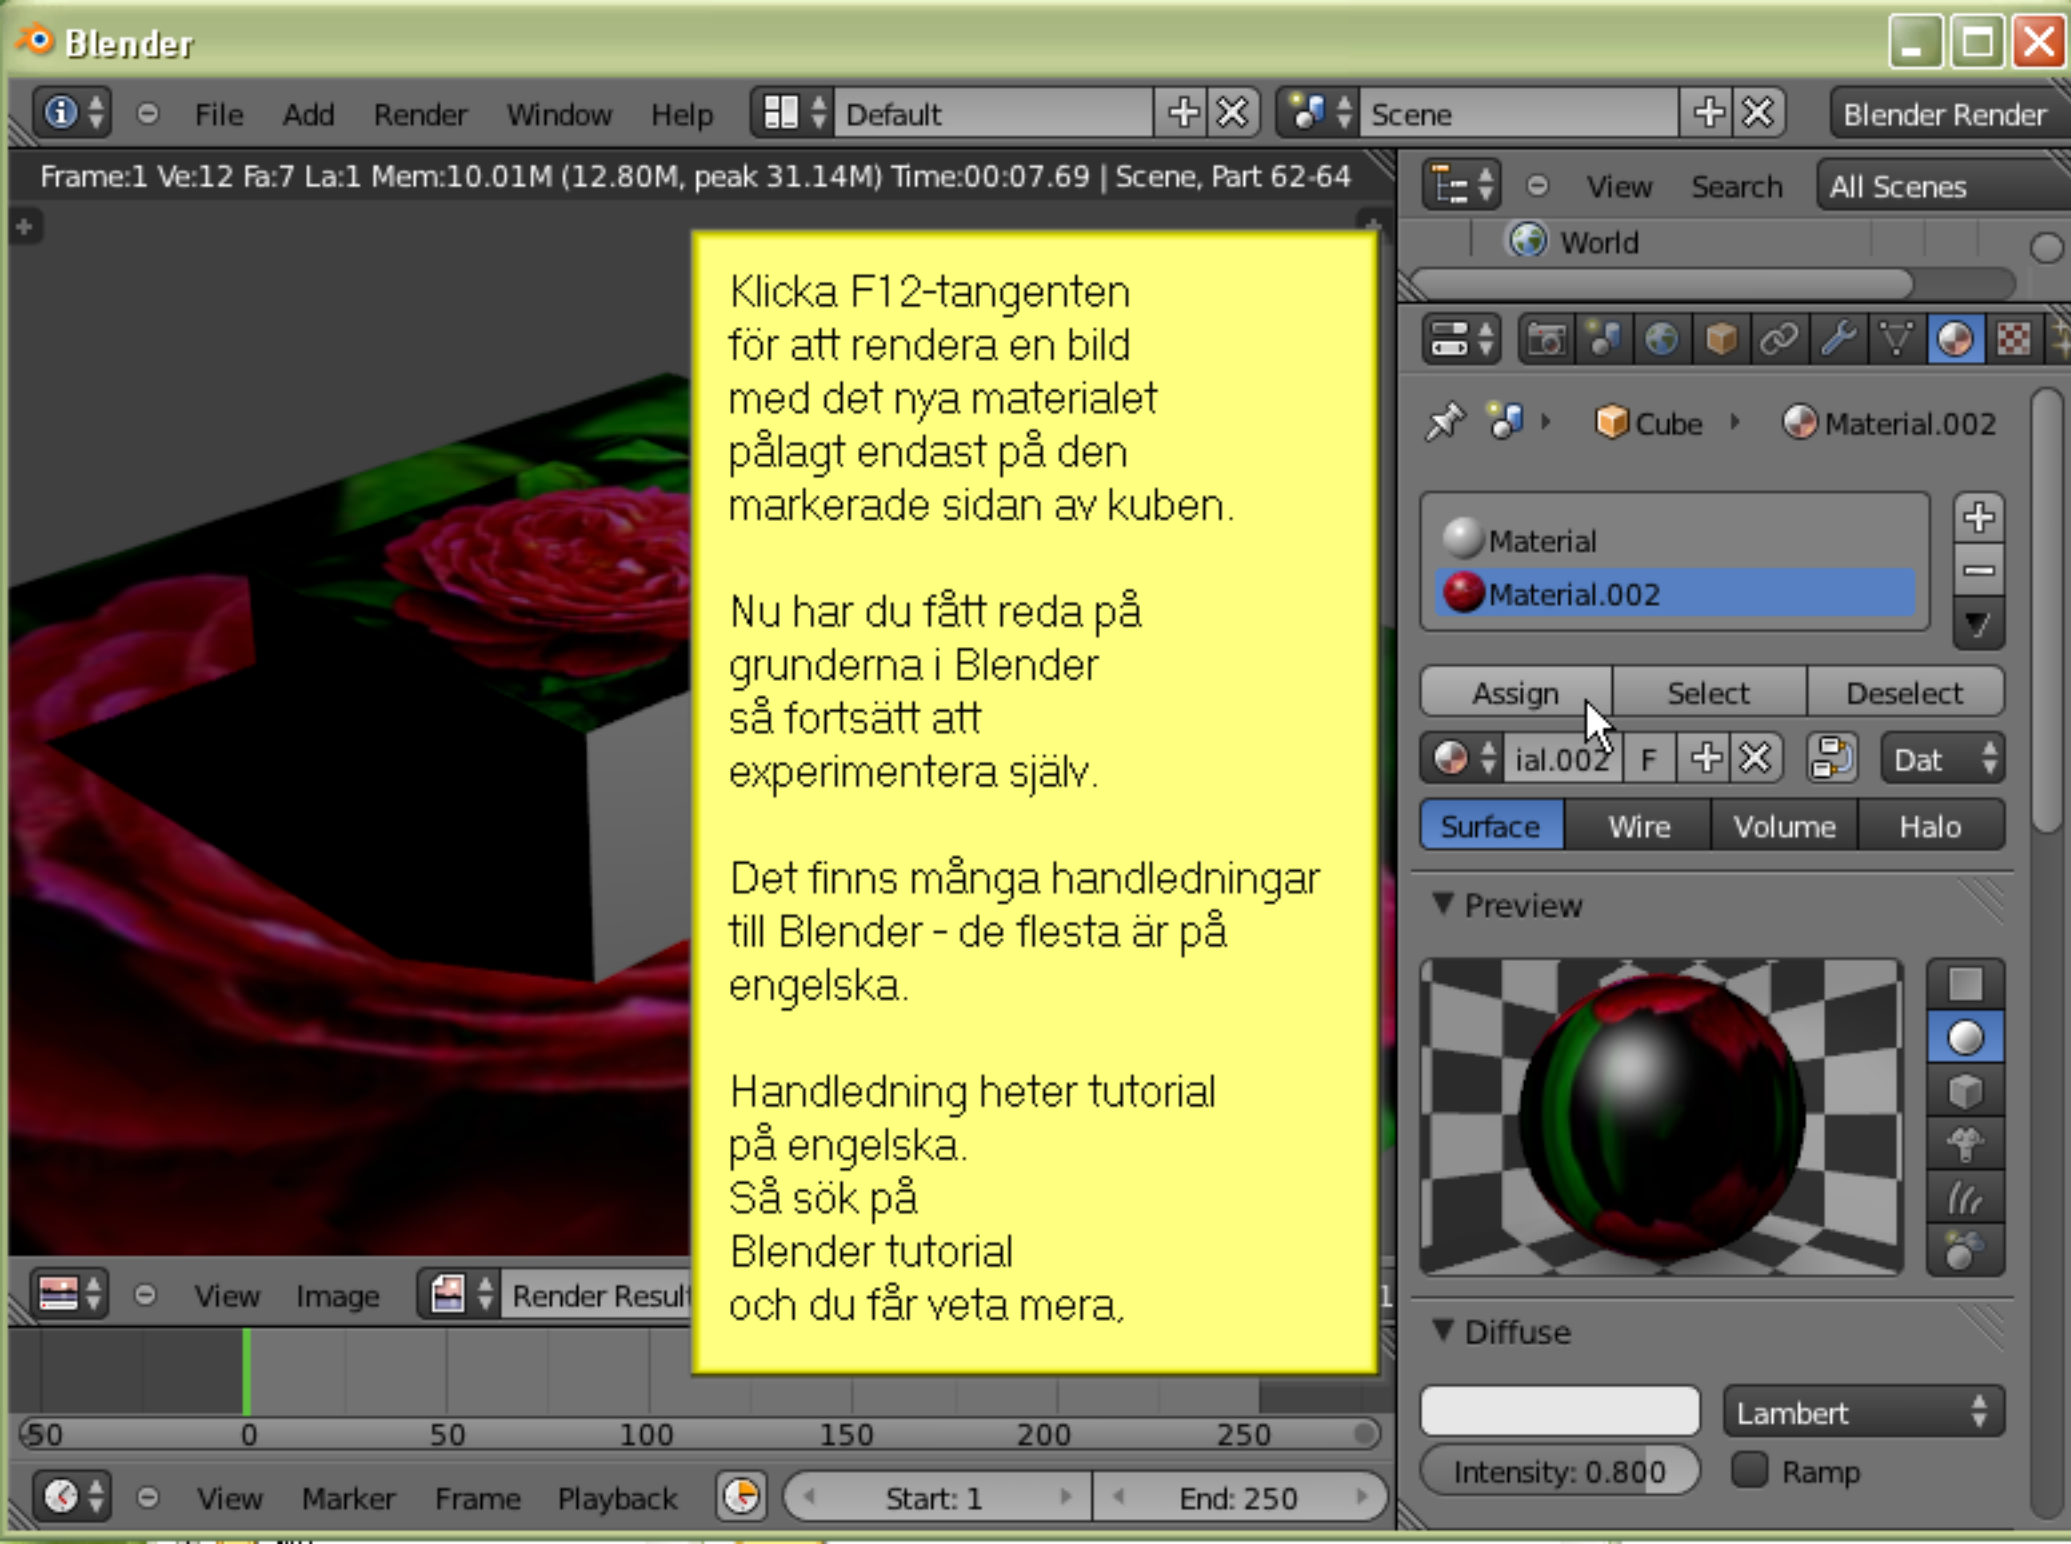 Blender
File Add Render Window Help Default Scene Blender Render
Frame:1 Ve:12 Fa:7 La:1 Mem:10.01M (12.80M, peak 31.14M) Time:00:07.69 | Scene, Part 62-64
View Search All Scenes
World
Klicka F12-tangenten
för att rendera en bild
med det nya materialet
pålagt endast på den
markerade sidan av kuben.
Nu har du fått reda på
grunderna i Blender
så fortsätt att
experimentera själv.
Det finns många handledningar
till Blender - de flesta är på
engelska.
Handledning heter tutorial
på engelska.
Så sök på
Blender tutorial
och du får veta mera,
Cube Material.002
Material
Material.002
Assign Select Deselect
ial.002 F Dat
Surface Wire Volume Halo
Preview
Diffuse
Lambert
Intensity: 0.800 Ramp
View Image Render Result 1
-50 0 50 100 150 200 250
View Marker Frame Playback Start: 1 End: 250